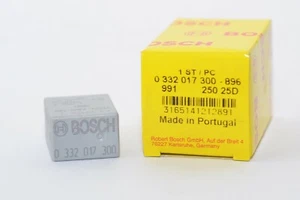 BOSCH
0 332 017 300
BOSCH
1 ST / PC
0 332 017 300 - 896
991 250 25D
3165141212891
Made in Portugal
Robert Bosch GmbH, Auf der Breit 4
76227 Karlsruhe, Germany